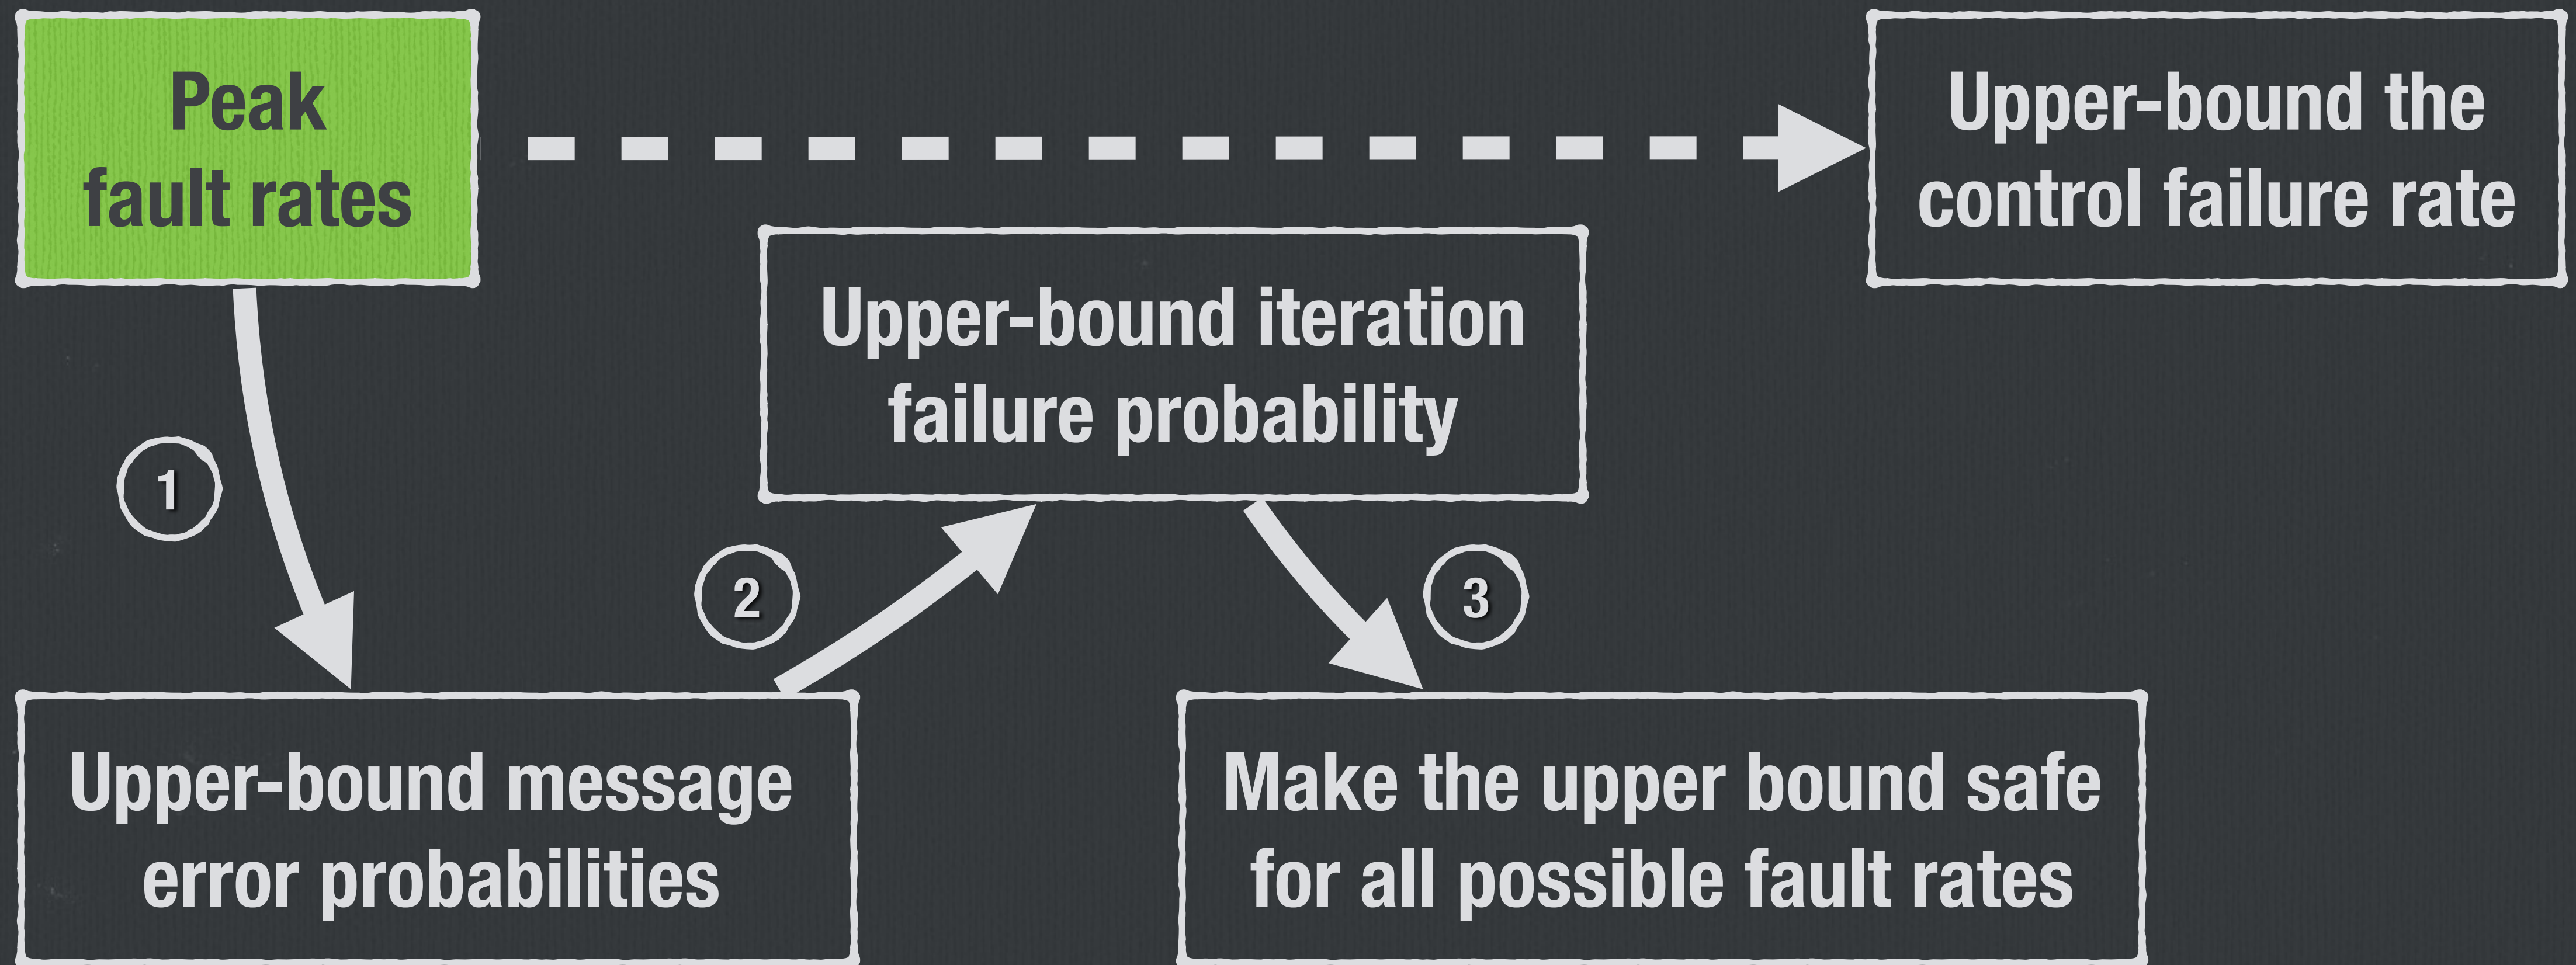 Peak
fault rates
Upper-bound the
control failure rate
Upper-bound iteration
failure probability
1
2
3
Upper-bound message
error probabilities
Make the upper bound safe
for all possible fault rates